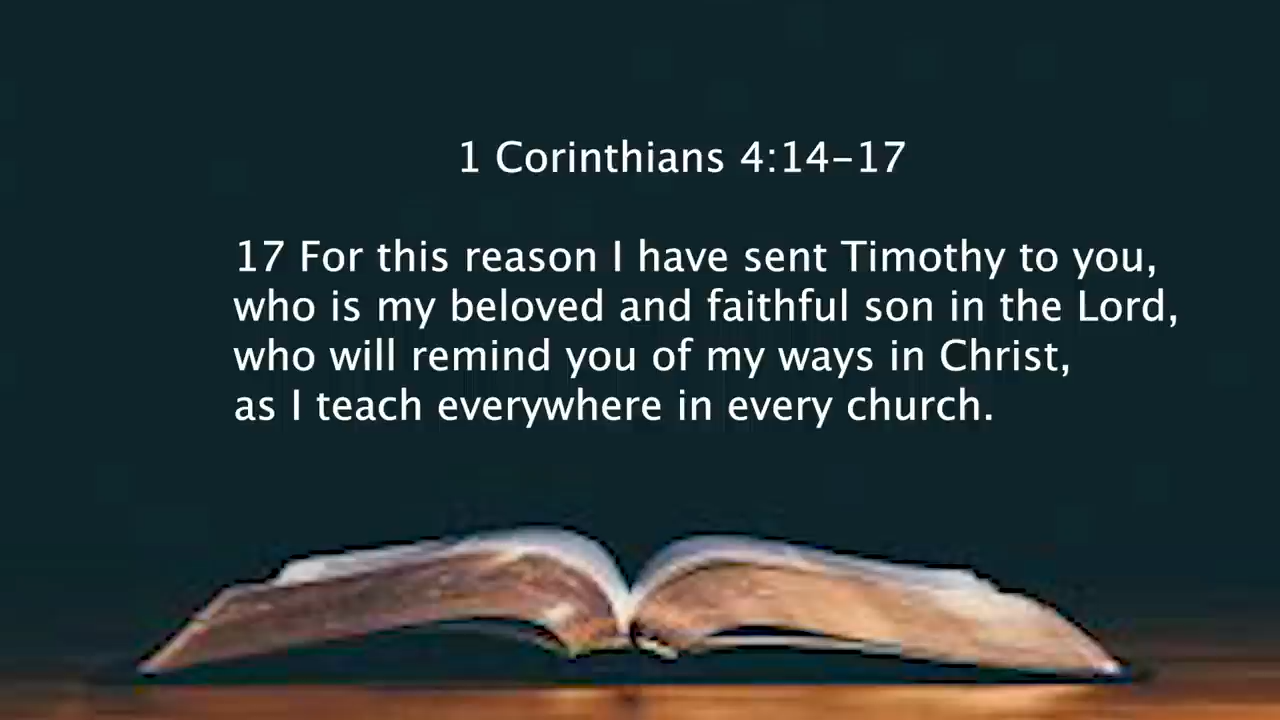 1 Corinthians 4:14-17
17 For this reason I have sent Timothy to you,
who is my beloved and faithful son in the Lord,
who will remind you of my ways in Christ,
as I teach everywhere in every church.